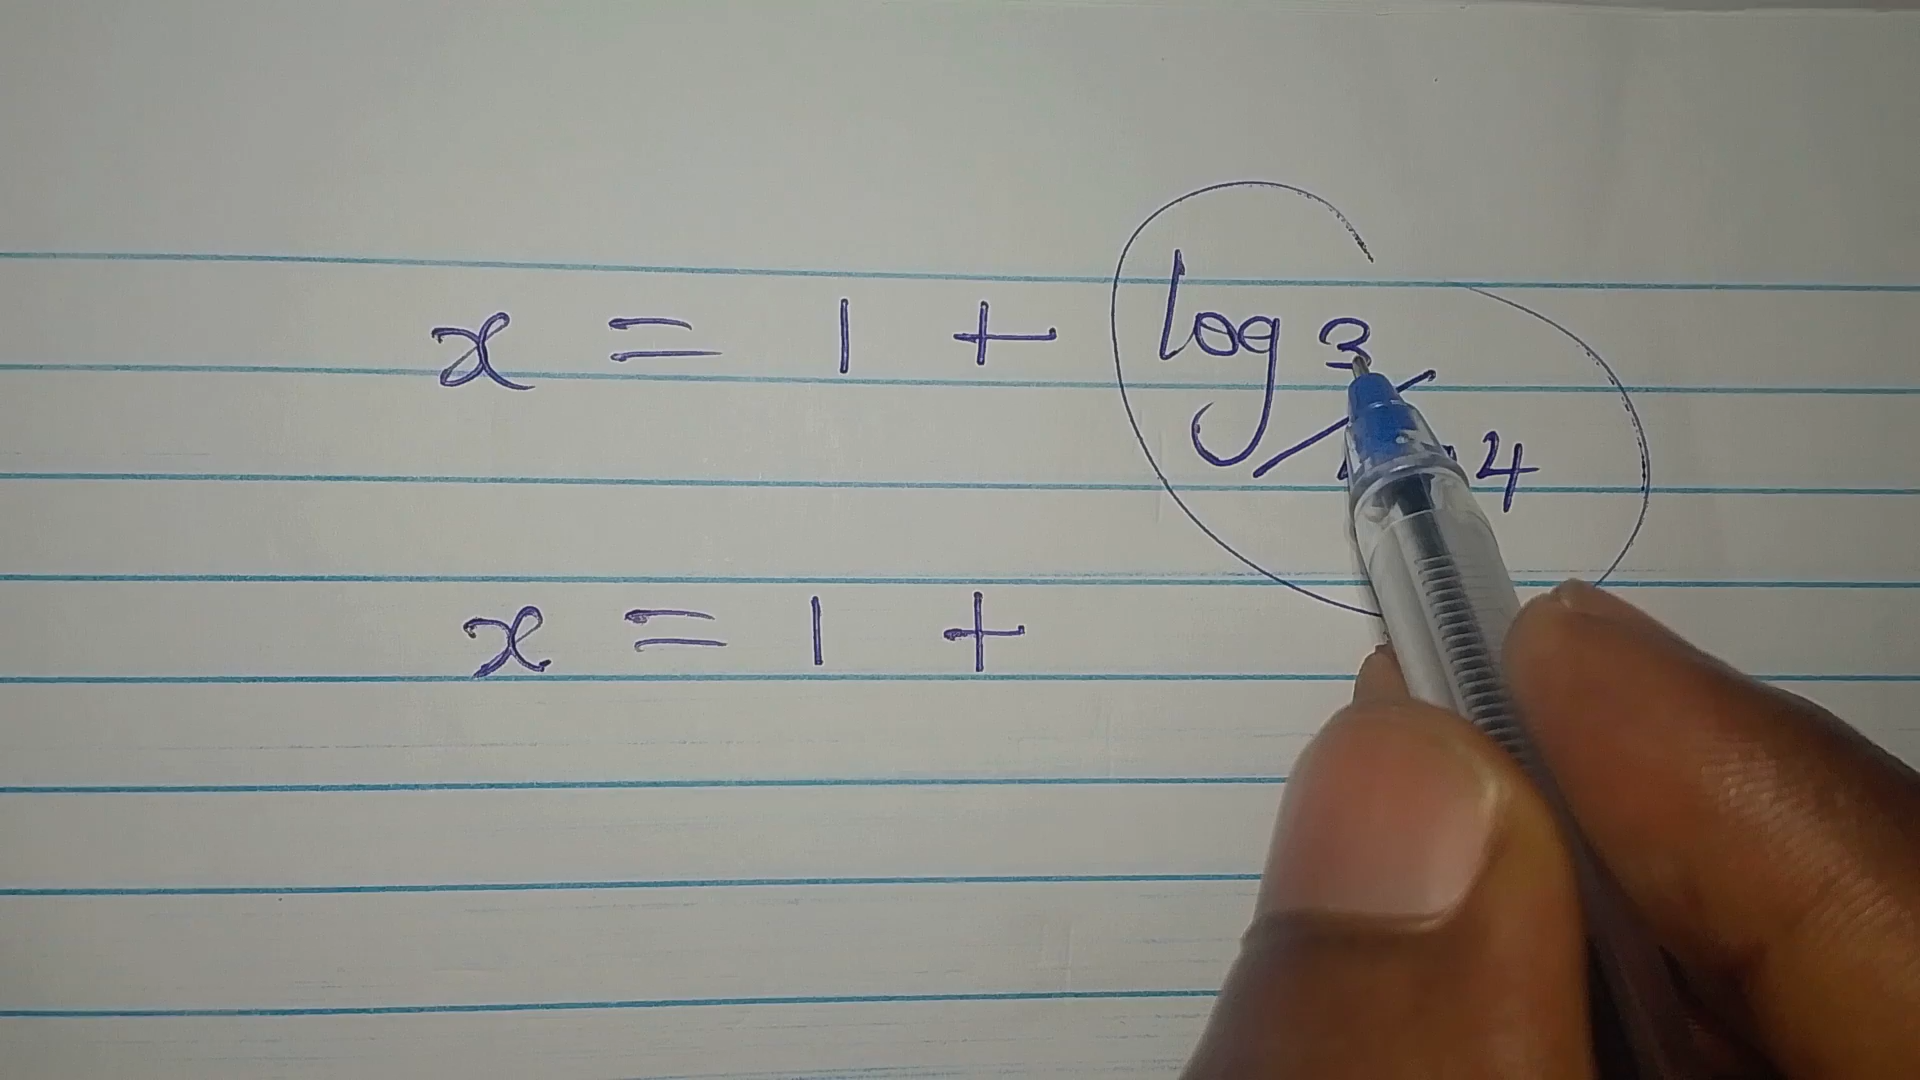 x = 1 + log 3 / 4
x = 1 +